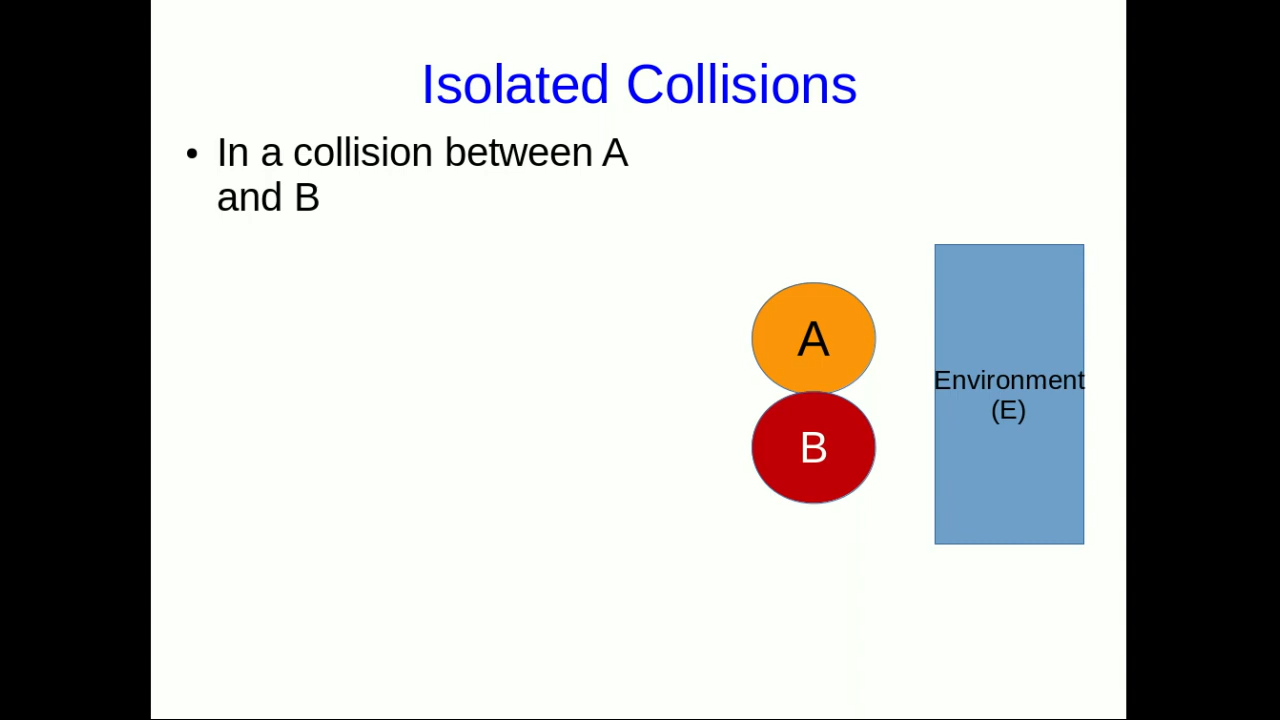 Isolated Collisions
• In a collision between A
and B
A
B
Environment
(E)